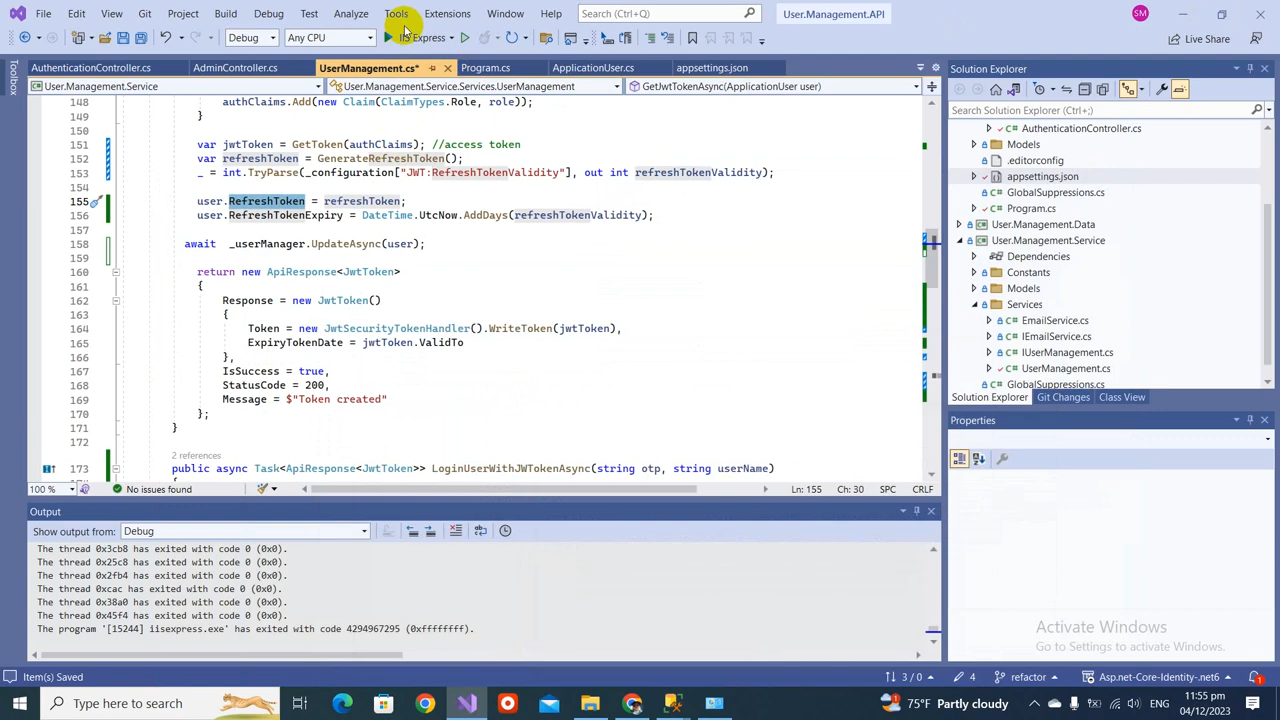 File Edit View Git Project Build Debug Test Analyze Tools Extensions Window Help Search (Ctrl+Q) User.Management.API SM
Debug Any CPU IIS Express Live Share
Toolbox
AuthenticationController.cs AdminController.cs UserManagement.cs* Program.cs ApplicationUser.cs appsettings.json
User.Management.Service User.Management.Service.Services.UserManagement GetJwtTokenAsync(ApplicationUser user)
148 authClaims.Add(new Claim(ClaimTypes.Role, role));
149 }
150
151 var jwtToken = GetToken(authClaims); //access token
152 var refreshToken = GenerateRefreshToken();
153 _ = int.TryParse(_configuration["JWT:RefreshTokenValidity"], out int refreshTokenValidity);
154
155 user.RefreshToken = refreshToken;
156 user.RefreshTokenExpiry = DateTime.UtcNow.AddDays(refreshTokenValidity);
157
158 await _userManager.UpdateAsync(user);
159
160 return new ApiResponse<JwtToken>
161 {
162 Response = new JwtToken()
163 {
164 Token = new JwtSecurityTokenHandler().WriteToken(jwtToken),
165 ExpiryTokenDate = jwtToken.ValidTo
166 },
167 IsSuccess = true,
168 StatusCode = 200,
169 Message = $"Token created"
170 };
171 }
172
2 references
173 public async Task<ApiResponse<JwtToken>> LoginUserWithJWTokenAsync(string otp, string userName)
100 % No issues found Ln: 155 Ch: 30 SPC CRLF
Output
Show output from: Debug
The thread 0x3cb8 has exited with code 0 (0x0).
The thread 0x25c8 has exited with code 0 (0x0).
The thread 0x2fb4 has exited with code 0 (0x0).
The thread 0xcac has exited with code 0 (0x0).
The thread 0x38a0 has exited with code 0 (0x0).
The thread 0x45f4 has exited with code 0 (0x0).
The program '[15244] iisexpress.exe' has exited with code 4294967295 (0xffffffff).
Solution Explorer
Search Solution Explorer (Ctrl+;)
AuthenticationController.cs
Models
.editorconfig
appsettings.json
GlobalSuppressions.cs
Program.cs
User.Management.Data
User.Management.Service
Dependencies
Constants
Models
Services
EmailService.cs
IEmailService.cs
IUserManagement.cs
UserManagement.cs
GlobalSuppressions.cs
Solution Explorer Git Changes Class View
Properties
Activate Windows
Go to Settings to activate Windows.
Item(s) Saved 3 / 0 4 refactor Asp.net-Core-Identity-.net6 1
Type here to search 75°F Partly cloudy 11:55 pm
04/12/2023